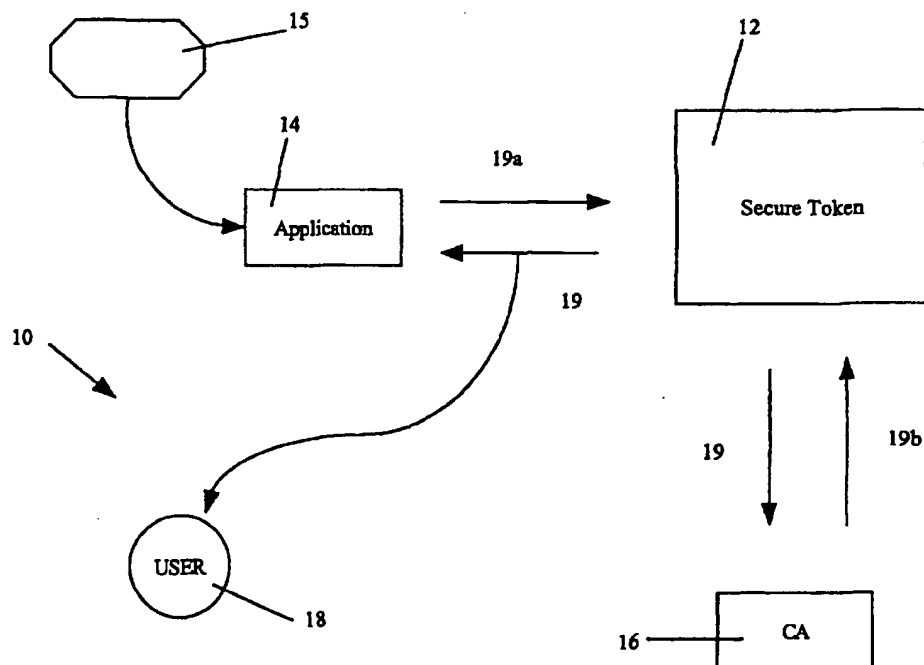 15
12
14
19a
Application
Secure Token
19
10
19
19b
USER
18
16
CA